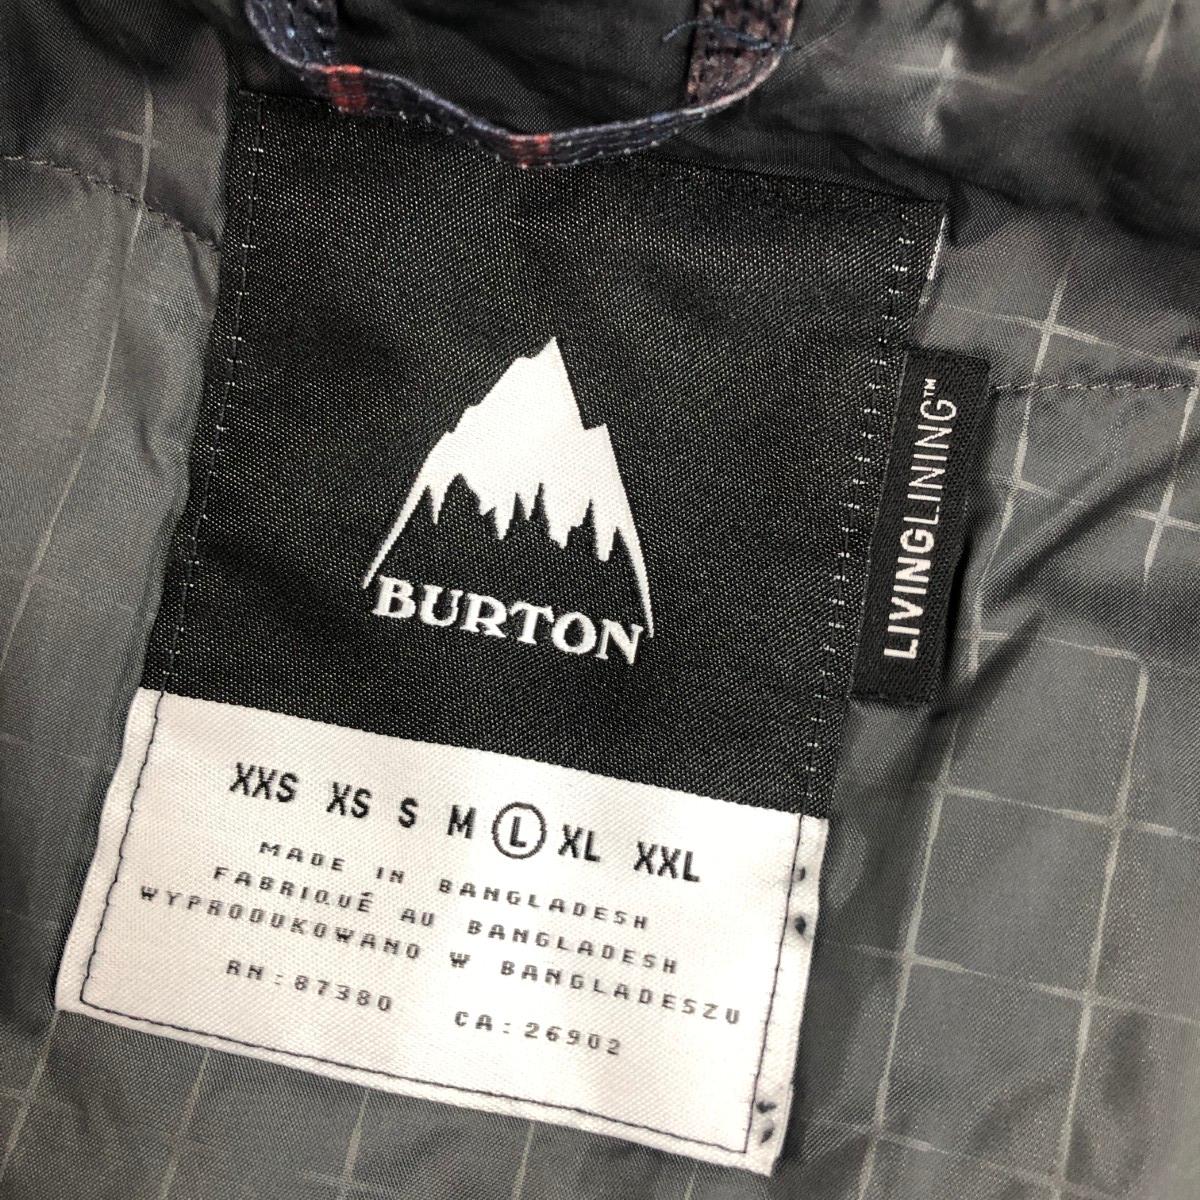 BURTON
LIVINGLINING™
XXS XS S M L XL XXL
MADE IN BANGLADESH
FABRIQUÉ AU BANGLADESH
WYPRODUKOWANO W BANGLADESZU
RN:87380 CA:26902